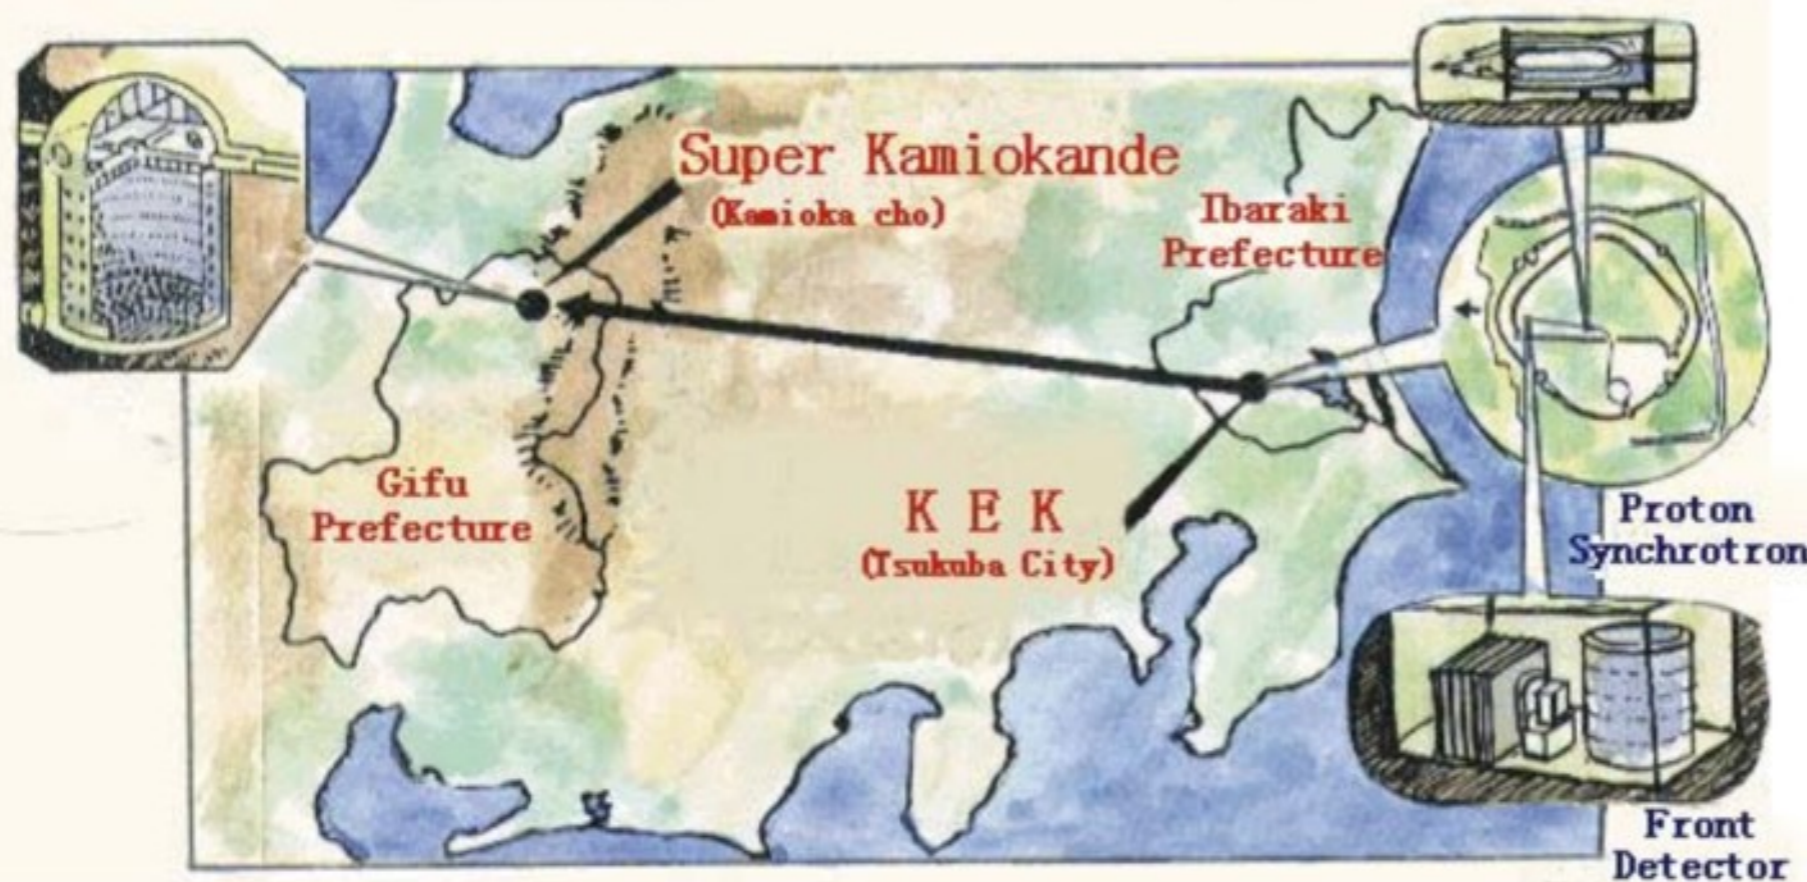 Super Kamiokande
(Kamioka cho)
Ibaraki
Prefecture
Gifu
Prefecture
K E K
(Tsukuba City)
Proton
Synchrotron
Front
Detector